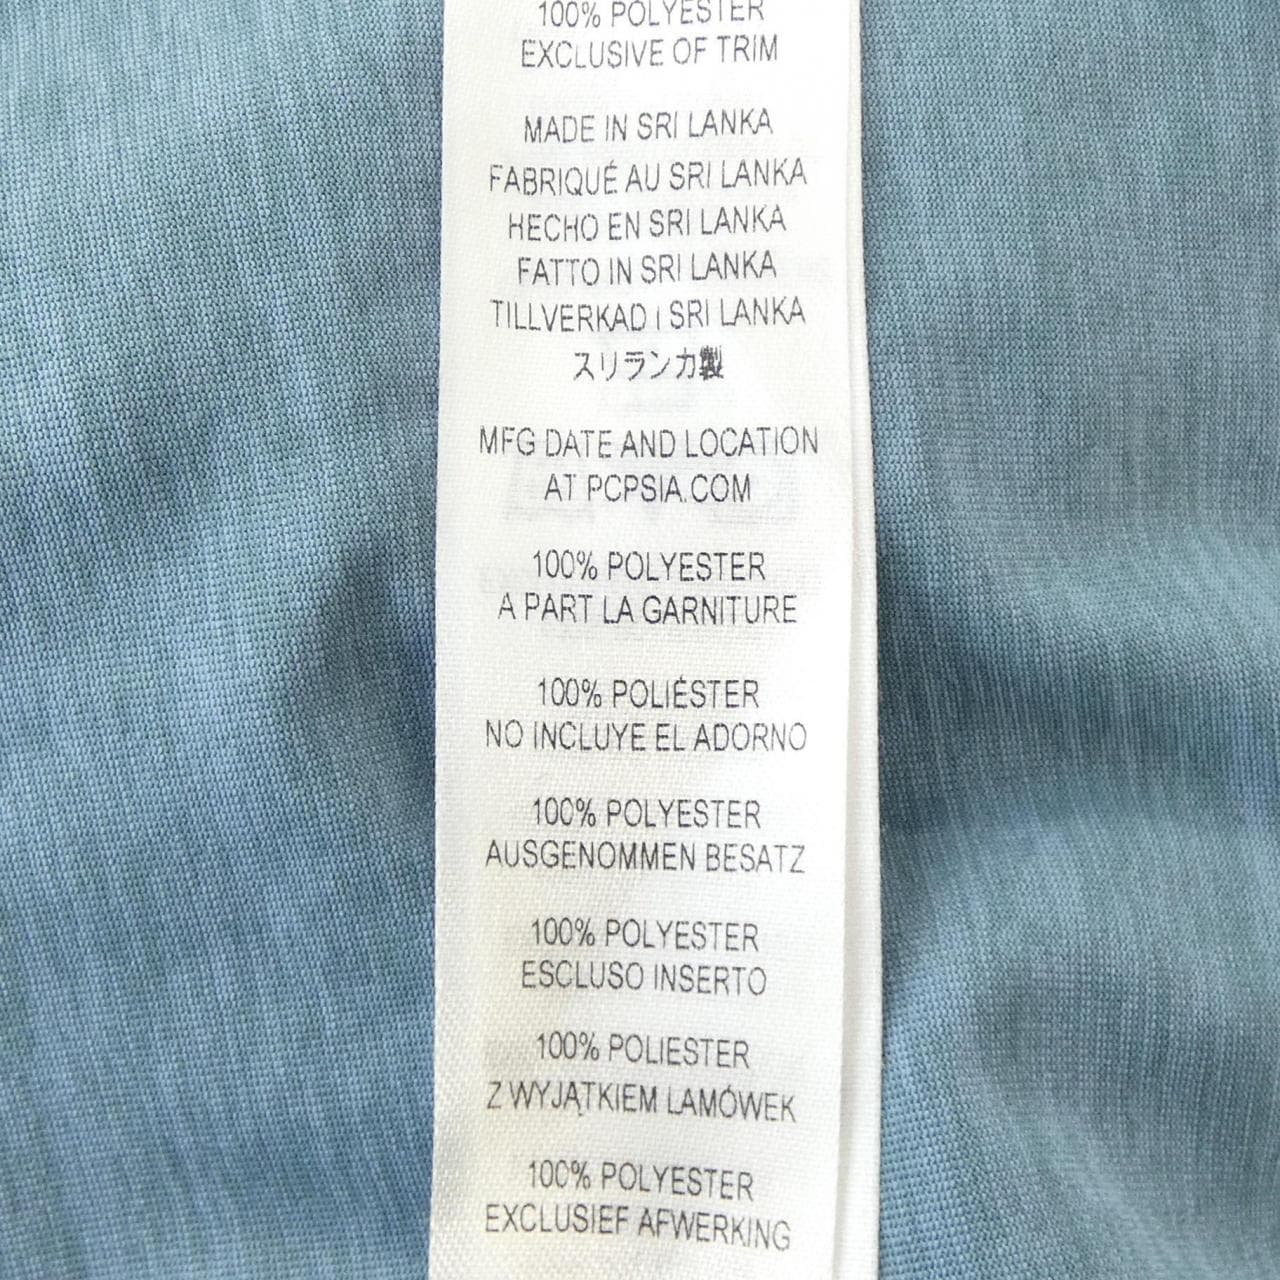 100% POLYESTER
EXCLUSIVE OF TRIM
MADE IN SRI LANKA
FABRIQUÉ AU SRI LANKA
HECHO EN SRI LANKA
FATTO IN SRI LANKA
TILLVERKAD I SRI LANKA
スリランカ製
MFG DATE AND LOCATION
AT PCPSIA.COM
100% POLYESTER
A PART LA GARNITURE
100% POLIÉSTER
NO INCLUYE EL ADORNO
100% POLYESTER
AUSGENOMMEN BESATZ
100% POLYESTER
ESCLUSO INSERTO
100% POLIESTER
Z WYJĄTKIEM LAMÓWEK
100% POLYESTER
EXCLUSIEF AFWERKING